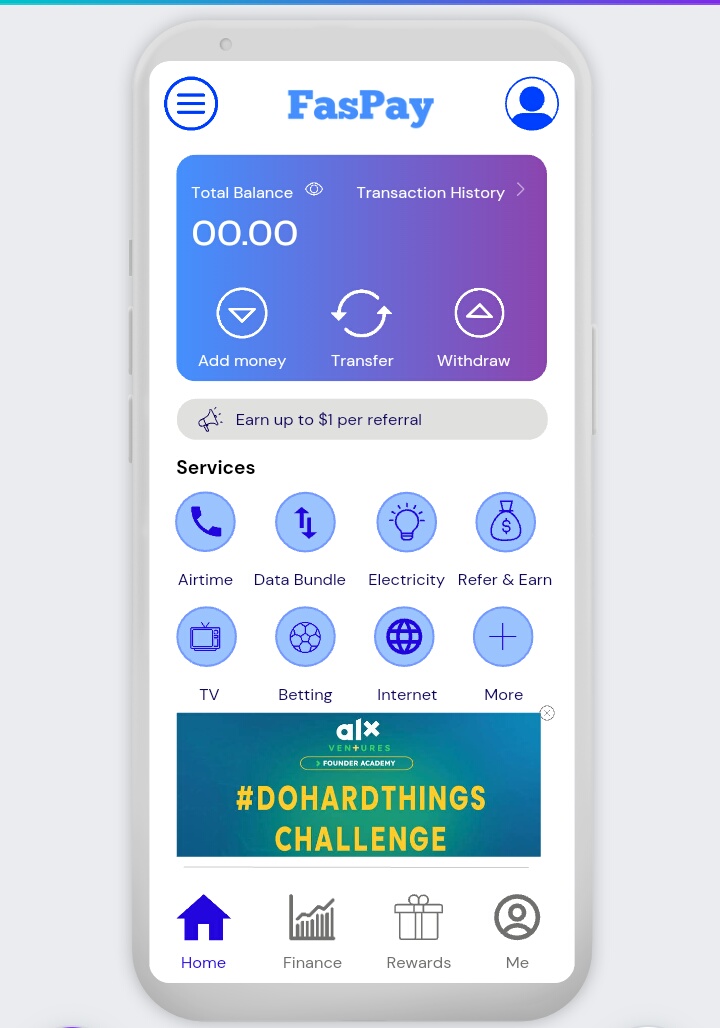 FasPay
Total Balance
Transaction History
00.00
Add money
Transfer
Withdraw
Earn up to $1 per referral
Services
Airtime
Data Bundle
Electricity
Refer & Earn
$
TV
Betting
Internet
More
alx
VENTURES
FOUNDER ACADEMY
#DOHARDTHINGS
CHALLENGE
Home
Finance
Rewards
Me